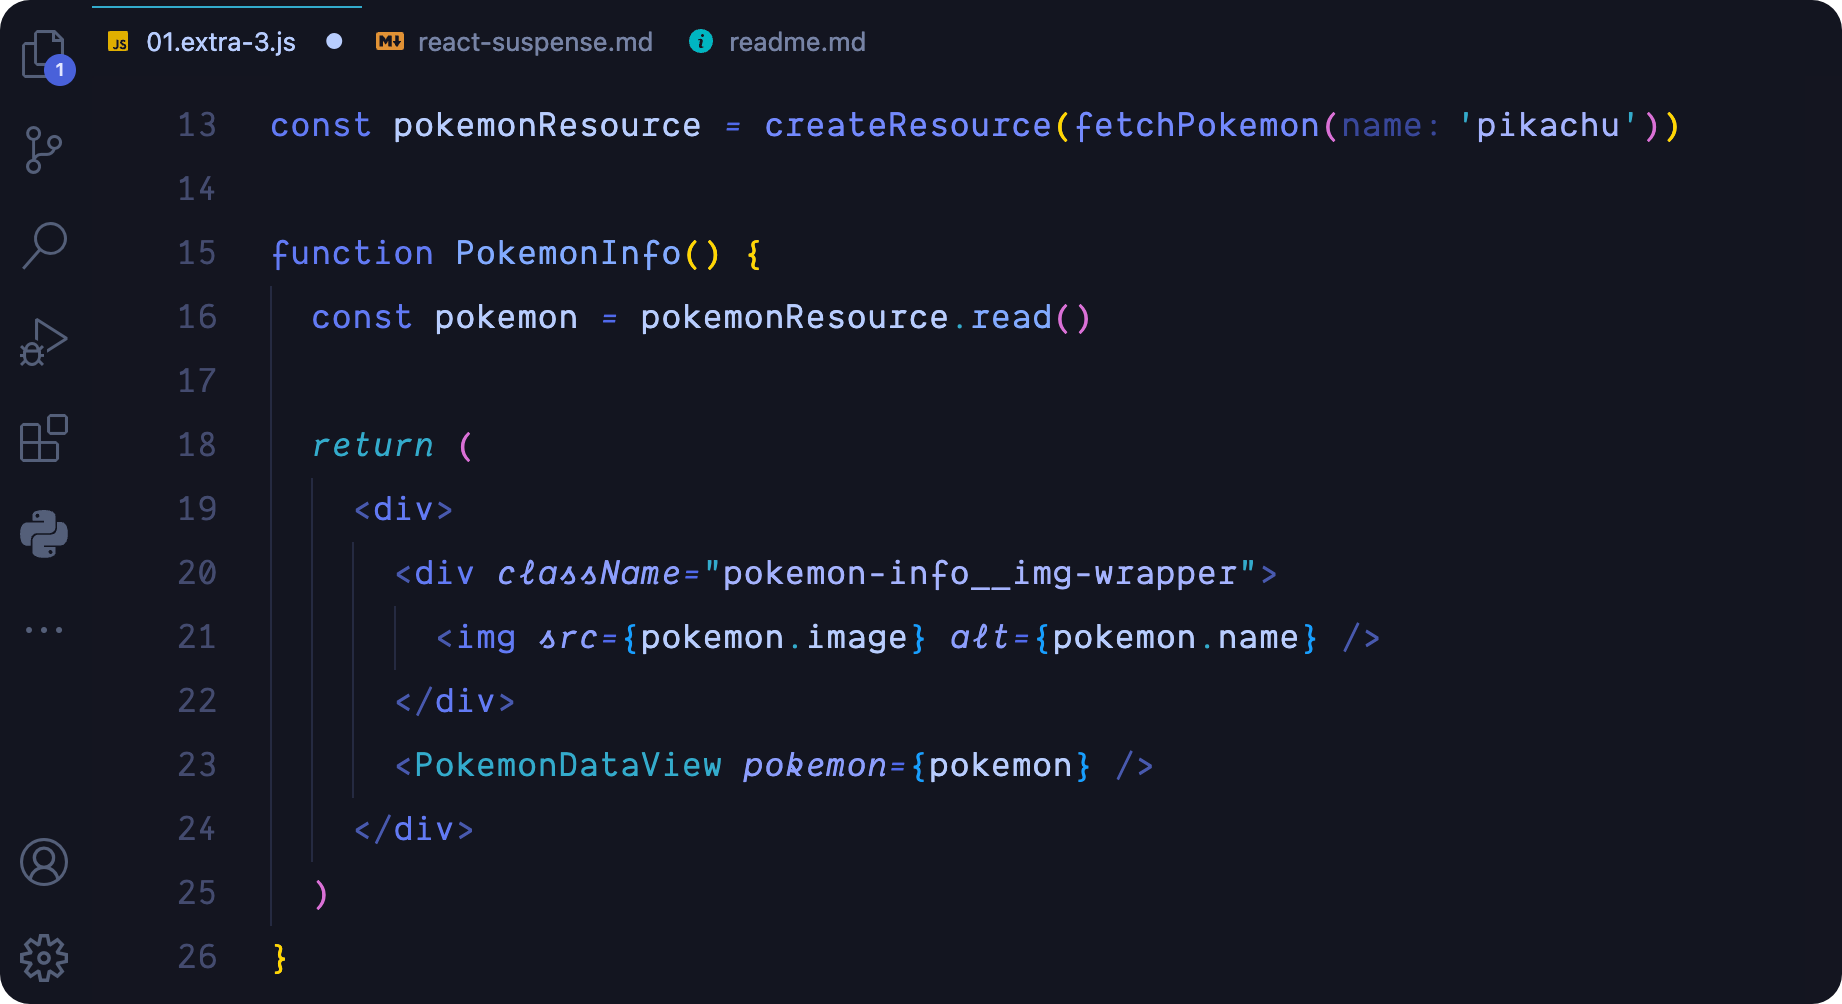 JS 01.extra-3.js M↓ react-suspense.md i readme.md
1
13 const pokemonResource = createResource(fetchPokemon(name: 'pikachu'))
14
15 function PokemonInfo() {
16 const pokemon = pokemonResource.read()
17
18 return (
19 <div>
20 <div className="pokemon-info__img-wrapper">
21 <img src={pokemon.image} alt={pokemon.name} />
22 </div>
23 <PokemonDataView pokemon={pokemon} />
24 </div>
25 )
26 }